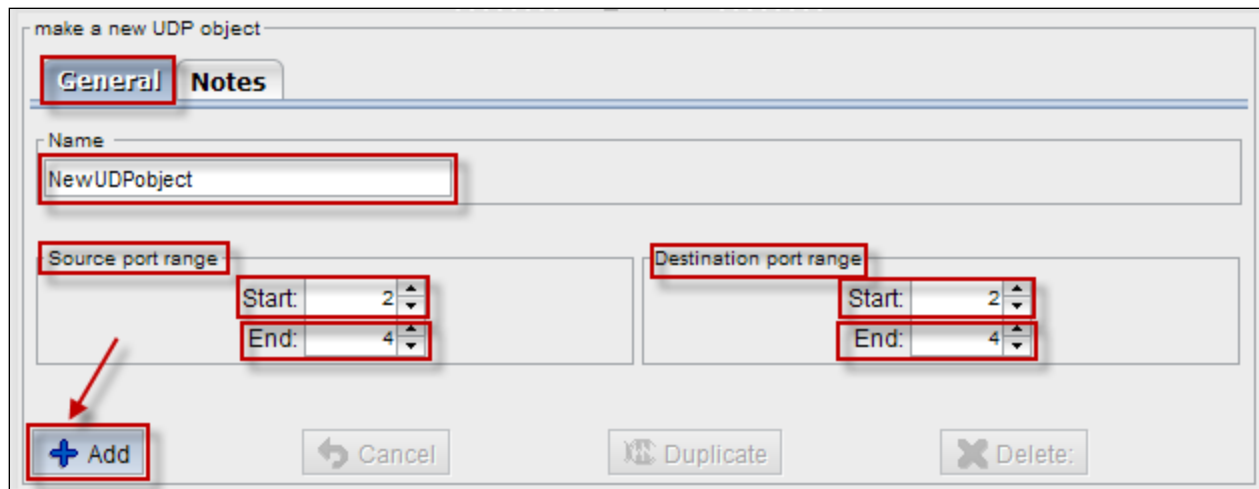 make a new UDP object
General Notes
Name
NewUDPobject
Source port range Destination port range
Start: 2 Start: 2
End: 4 End: 4
Add Cancel Duplicate Delete: